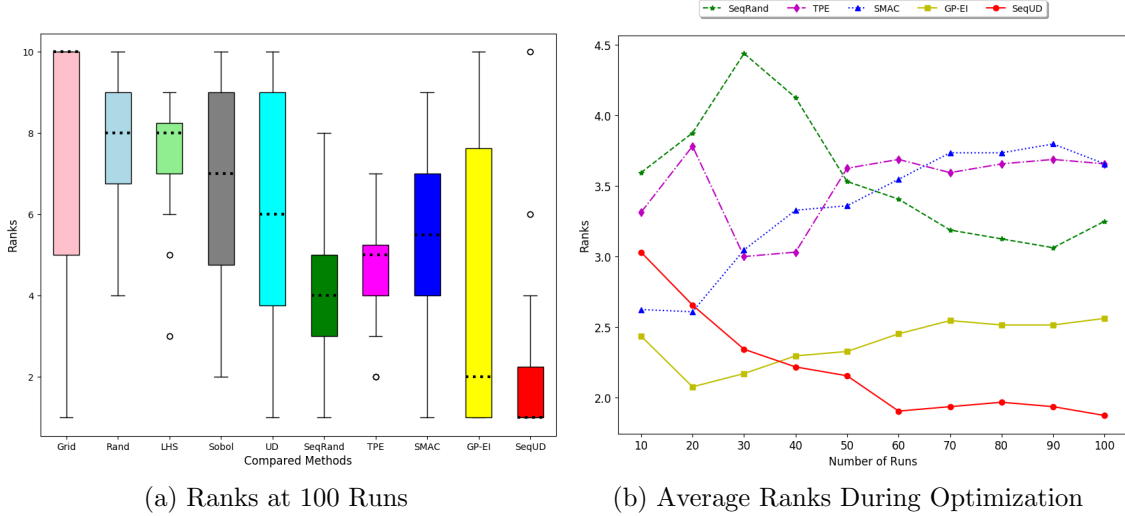 SeqRand TPE SMAC GP-EI SeqUD
10
8
6
4
2
Ranks
Grid Rand LHS Sobol UD SeqRand TPE SMAC GP-EI SeqUD
Compared Methods
(a) Ranks at 100 Runs
4.5
4.0
3.5
3.0
2.5
2.0
Ranks
10 20 30 40 50 60 70 80 90 100
Number of Runs
(b) Average Ranks During Optimization